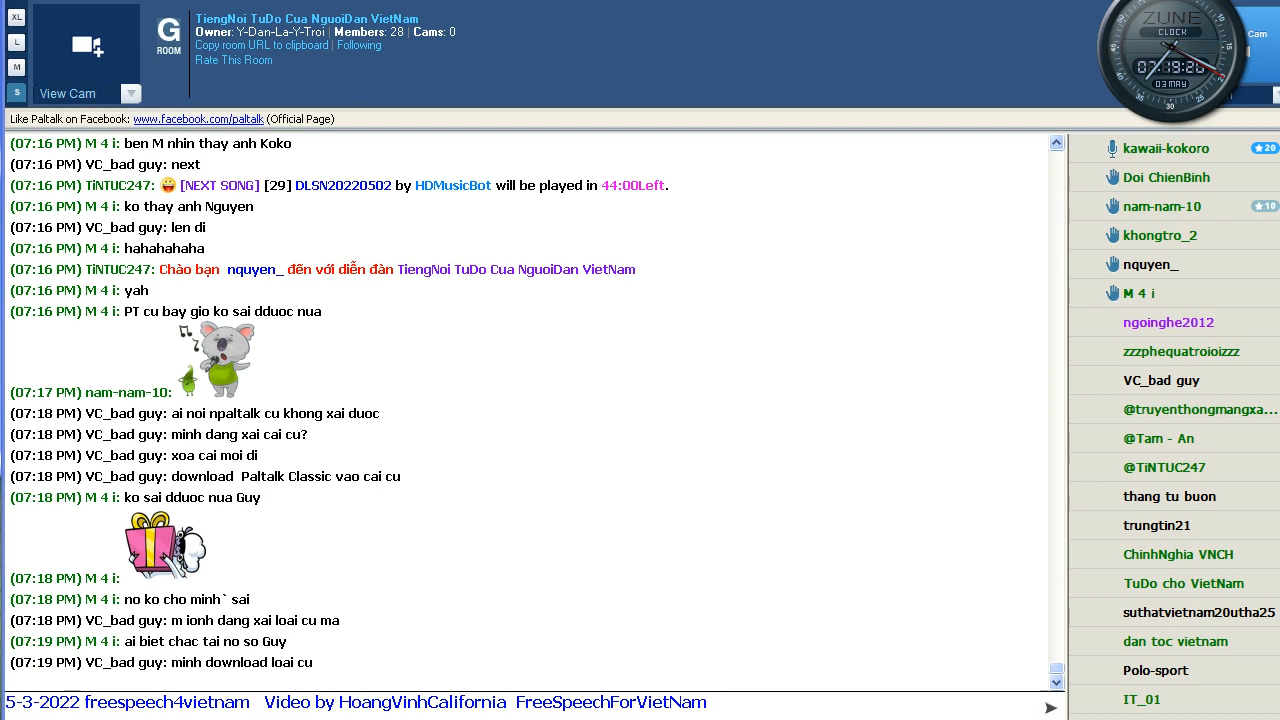 XL
L
M
S
View Cam
G
ROOM
TiengNoi TuDo Cua NguoiDan VietNam
Owner: Y-Dan-La-Y-Troi | Members: 28 | Cams: 0
Copy room URL to clipboard | Following
Rate This Room
ZUNE
CLOCK
03 MAY
Cam
Like Paltalk on Facebook: www.facebook.com/paltalk (Official Page)
(07:16 PM) M 4 i: ben M nhin thay anh Koko
(07:16 PM) VC_bad guy: next
(07:16 PM) TiNTUC247: [NEXT SONG] [29] DLSN20220502 by HDMusicBot will be played in 44:00Left.
(07:16 PM) M 4 i: ko thay anh Nguyen
(07:16 PM) VC_bad guy: len di
(07:16 PM) M 4 i: hahahahaha
(07:16 PM) TiNTUC247: Chào bạn nquyen_ đến với diễn đàn TiengNoi TuDo Cua NguoiDan VietNam
(07:16 PM) M 4 i: yah
(07:16 PM) M 4 i: PT cu bay gio ko sai dduoc nua
(07:17 PM) nam-nam-10:
(07:18 PM) VC_bad guy: ai noi npaltalk cu khong xai duoc
(07:18 PM) VC_bad guy: minh dang xai cai cu?
(07:18 PM) VC_bad guy: xoa cai moi di
(07:18 PM) VC_bad guy: download Paltalk Classic vao cai cu
(07:18 PM) M 4 i: ko sai dduoc nua Guy
(07:18 PM) M 4 i:
(07:18 PM) M 4 i: no ko cho minh` sai
(07:18 PM) VC_bad guy: m ionh dang xai loai cu ma
(07:19 PM) M 4 i: ai biet chac tai no so Guy
(07:19 PM) VC_bad guy: minh download loai cu
kawaii-kokoro ★20
Doi ChienBinh
nam-nam-10 ★10
khongtro_2
nquyen_
M 4 i
ngoinghe2012
zzzphequatroioizzz
VC_bad guy
@truyenthongmangxa...
@Tam - An
@TiNTUC247
thang tu buon
trungtin21
ChinhNghia VNCH
TuDo cho VietNam
suthatvietnam20utha25
dan toc vietnam
Polo-sport
IT_01
5-3-2022 freespeech4vietnam Video by HoangVinhCalifornia FreeSpeechForVietNam